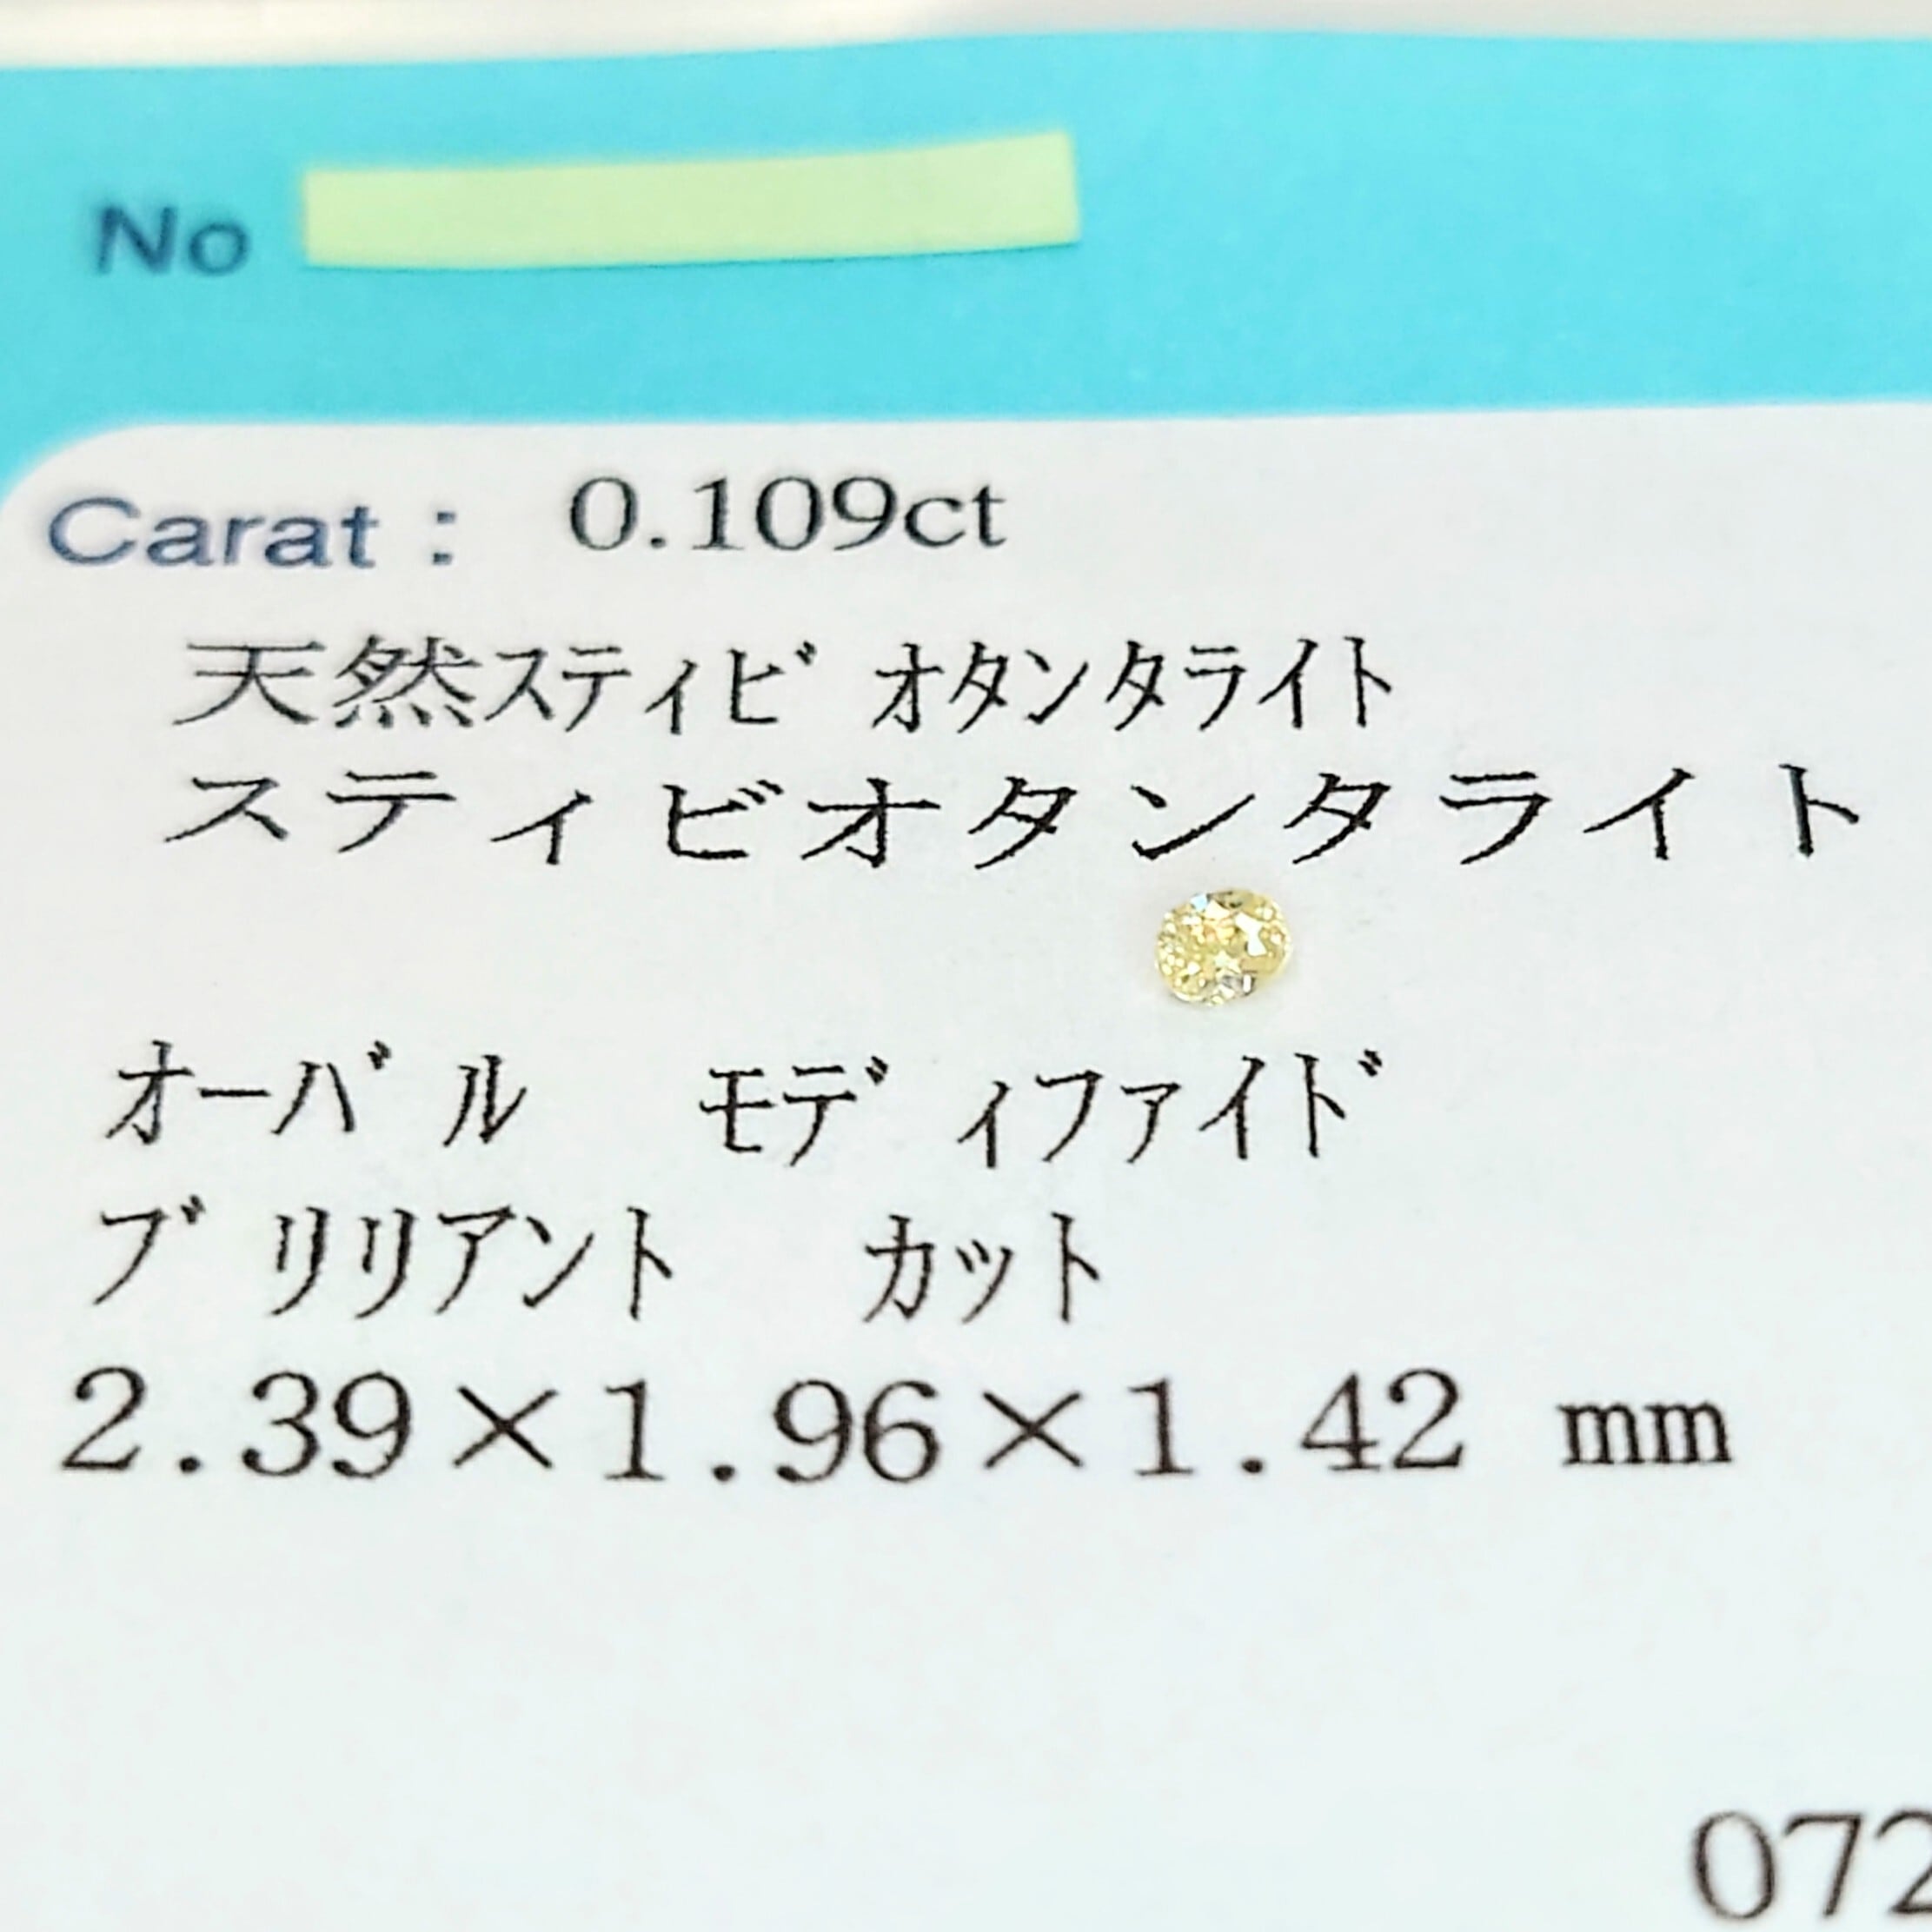 No
Carat : 0.109ct
天然スティビオタンタライト
スティビオタンタライト
オーバル モディファイド
ブリリアント カット
2.39×1.96×1.42 mm
072